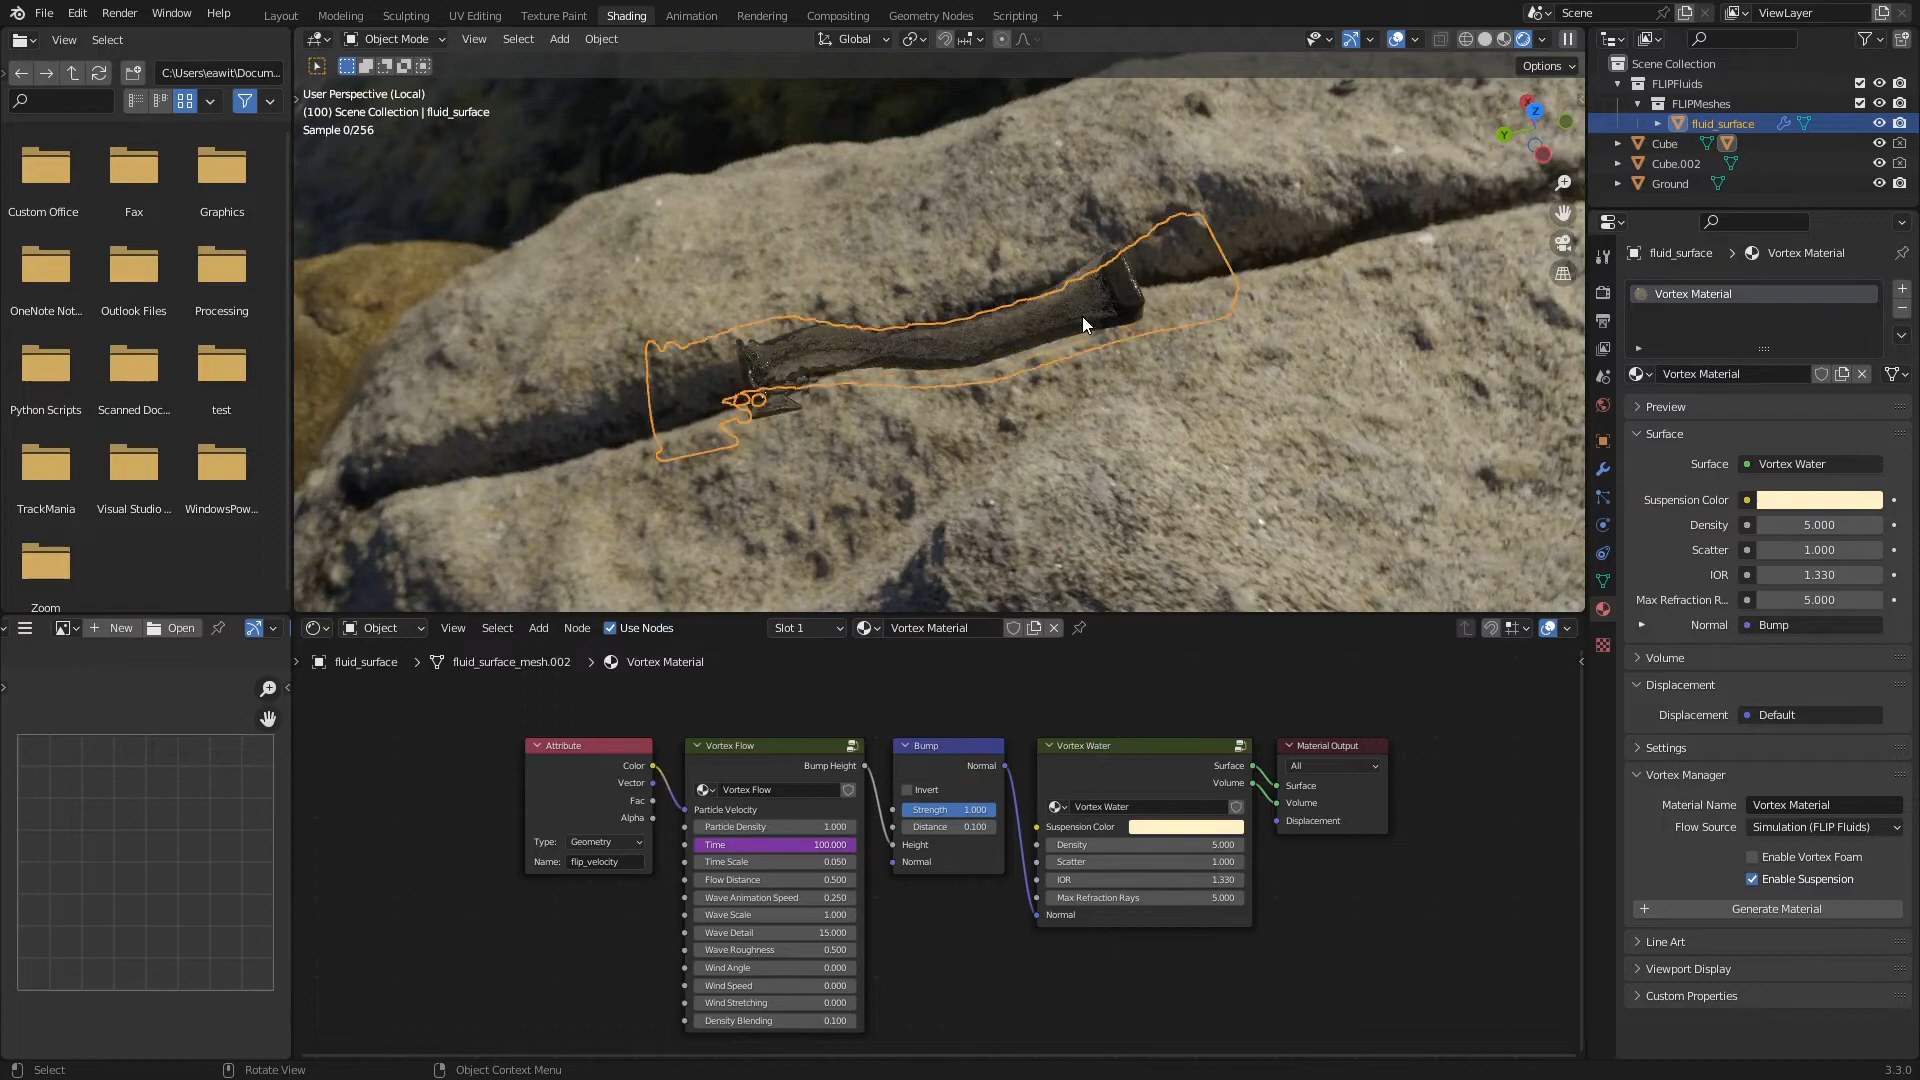 File Edit Render Window Help
Layout Modeling Sculpting UV Editing Texture Paint Shading Animation Rendering Compositing Geometry Nodes Scripting +
Scene
ViewLayer
View Select
C:\Users\eawit\Docum...
Custom Office Fax Graphics
OneNote Not... Outlook Files Processing
Python Scripts Scanned Doc... test
TrackMania Visual Studio ... WindowsPow...
Zoom
Object Mode View Select Add Object
Global
Options
User Perspective (Local)
(100) Scene Collection | fluid_surface
Sample 0/256
X
Y
Z
Scene Collection
FLIPFluids
FLIPMeshes
fluid_surface
Cube
Cube.002
Ground
fluid_surface > Vortex Material
Vortex Material
Vortex Material
Preview
Surface
Surface Vortex Water
Suspension Color
Density 5.000
Scatter 1.000
IOR 1.330
Max Refraction R... 5.000
Normal Bump
Volume
Displacement
Displacement Default
Settings
Vortex Manager
Material Name Vortex Material
Flow Source Simulation (FLIP Fluids)
Enable Vortex Foam
Enable Suspension
Generate Material
Line Art
Viewport Display
Custom Properties
New Open
Object View Select Add Node Use Nodes Slot 1 Vortex Material
fluid_surface > fluid_surface_mesh.002 > Vortex Material
Attribute
Color
Vector
Fac
Alpha
Type: Geometry
Name: flip_velocity
Vortex Flow
Bump Height
Vortex Flow
Particle Velocity
Particle Density 1.000
Time 100.000
Time Scale 0.050
Flow Distance 0.500
Wave Animation Speed 0.250
Wave Scale 1.000
Wave Detail 15.000
Wave Roughness 0.500
Wind Angle 0.000
Wind Speed 0.000
Wind Stretching 0.000
Density Blending 0.100
Bump
Normal
Invert
Strength 1.000
Distance 0.100
Height
Normal
Vortex Water
Surface
Volume
Vortex Water
Suspension Color
Density 5.000
Scatter 1.000
IOR 1.330
Max Refraction Rays 5.000
Normal
Material Output
All
Surface
Volume
Displacement
Select Rotate View Object Context Menu
3.3.0